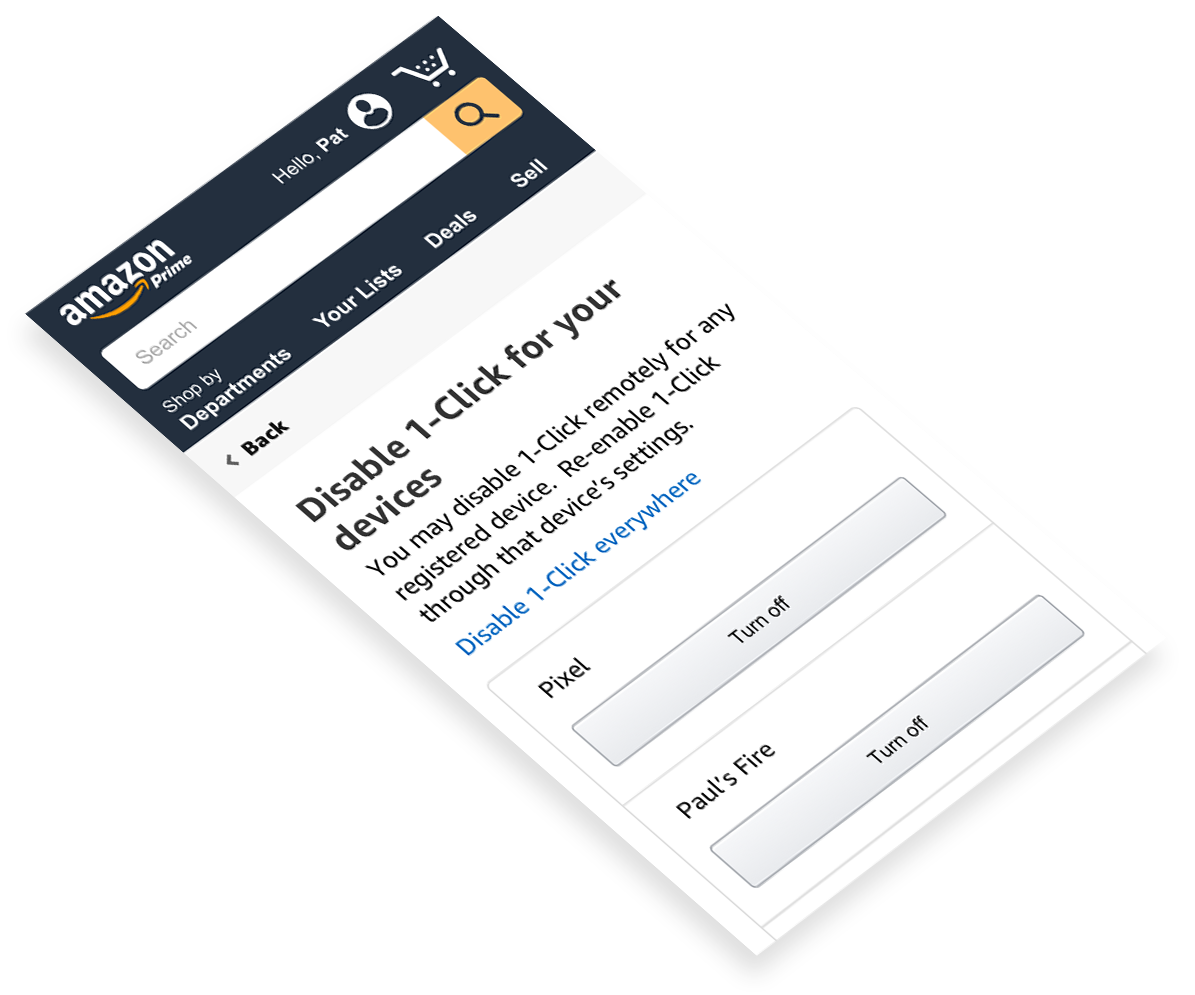 Hello, Pat
amazon
Prime
Search
Shop by
Departments
Your Lists
Deals
Sell
‹ Back
Disable 1-Click for your
devices
You may disable 1-Click remotely for any
registered device. Re-enable 1-Click
through that device's settings.
Disable 1-Click everywhere
Pixel
Turn off
Paul's Fire
Turn off